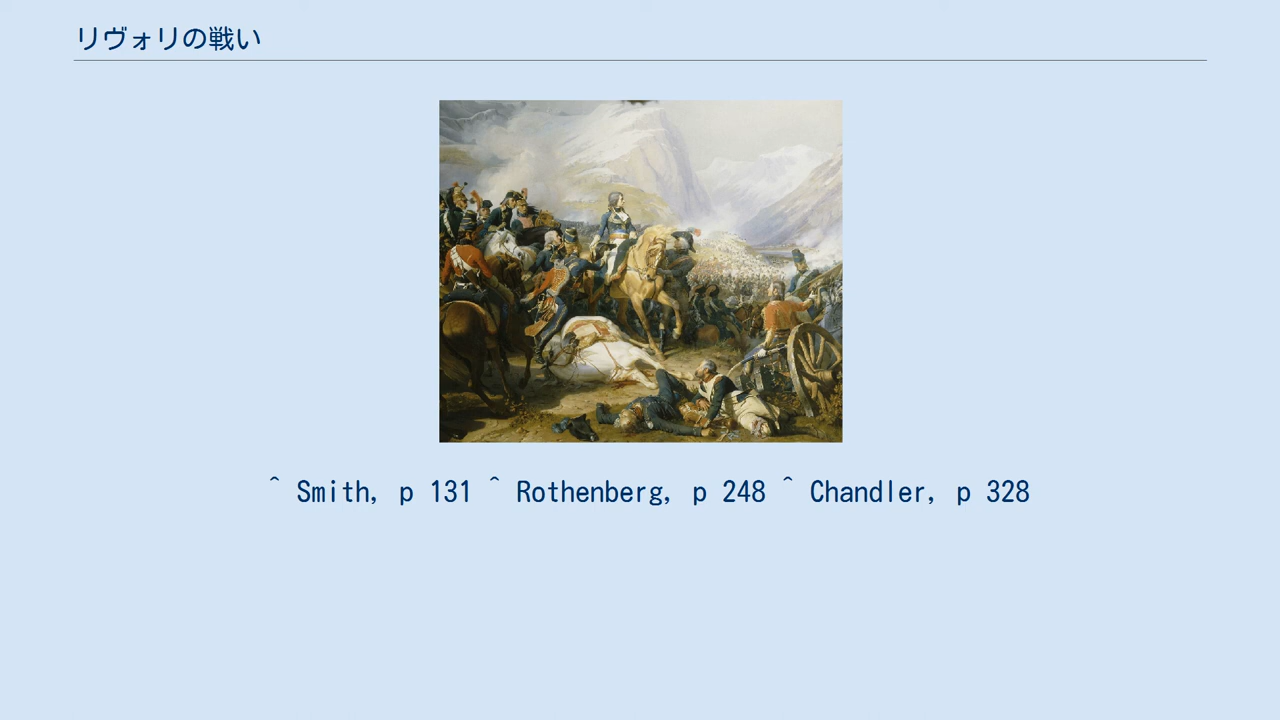 リヴォリの戦い
^ Smith, p 131 ^ Rothenberg, p 248 ^ Chandler, p 328